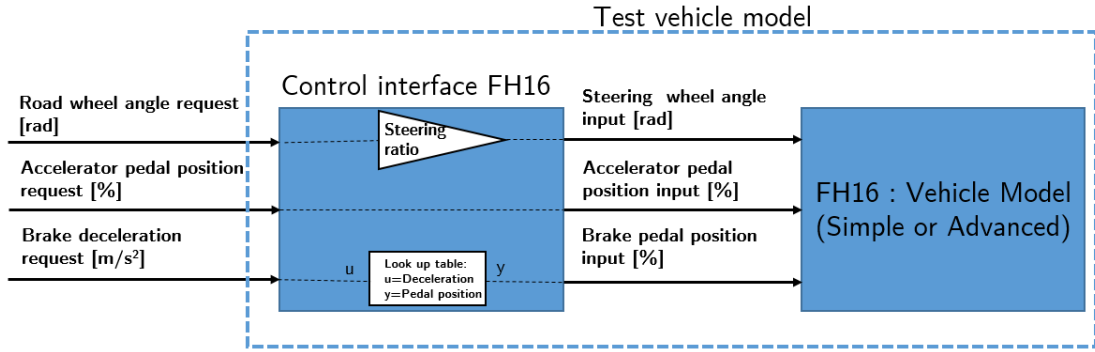 Test vehicle model
Control interface FH16
Road wheel angle request
[rad]
Accelerator pedal position
request [%]
Brake deceleration
request [m/s²]
Steering
ratio
u
Look up table:
u=Deceleration
y=Pedal position
y
Steering wheel angle
input [rad]
Accelerator pedal
position input [%]
Brake pedal position
input [%]
FH16 : Vehicle Model
(Simple or Advanced)